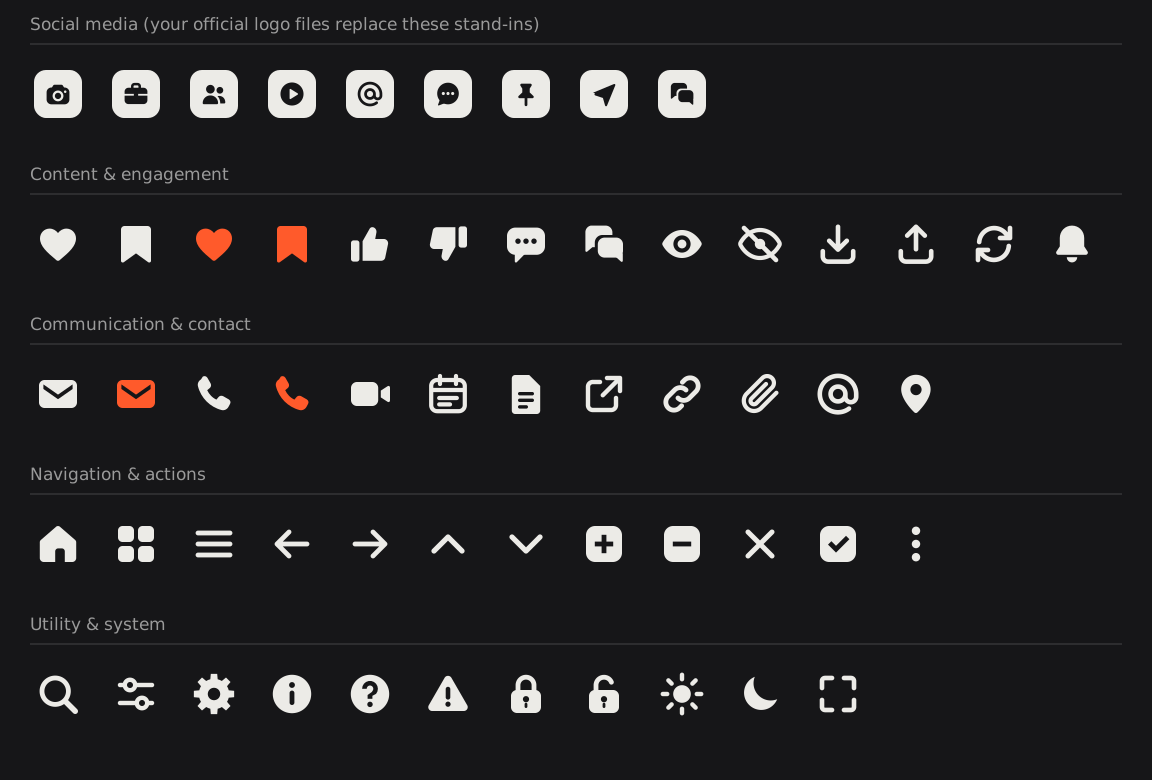 Social media (your official logo files replace these stand-ins)
Content & engagement
Communication & contact
Navigation & actions
Utility & system